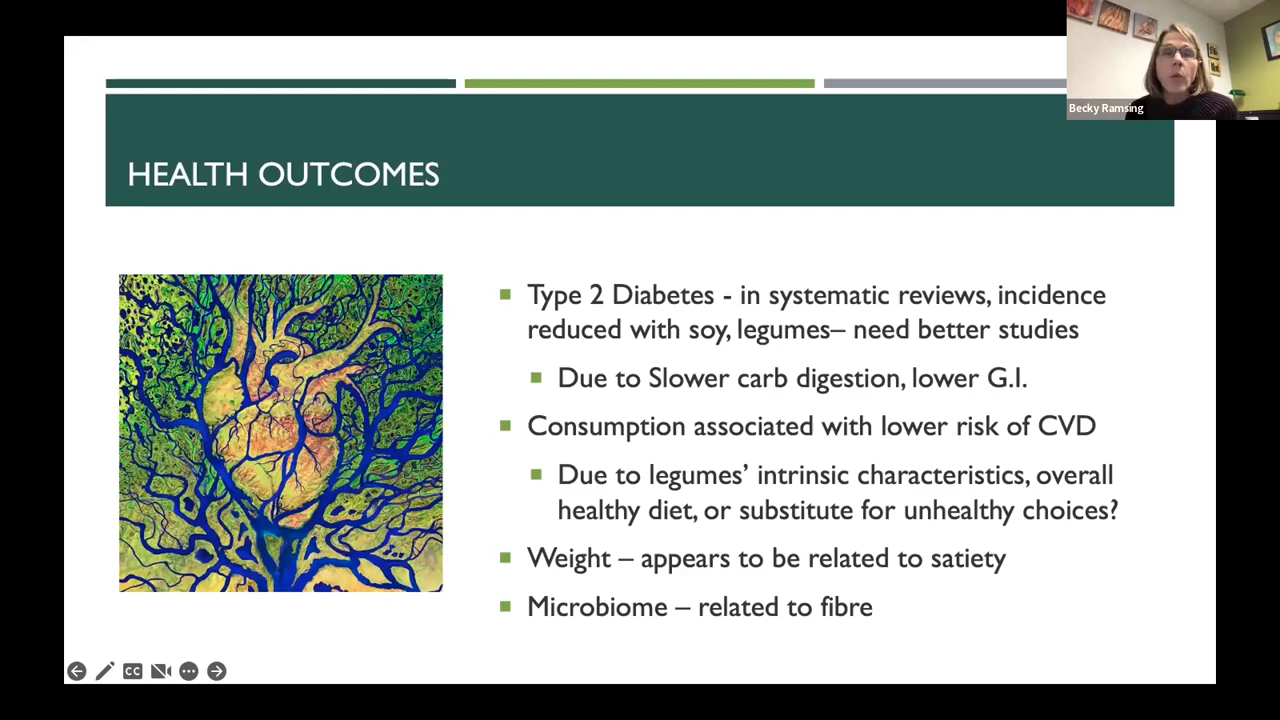 Becky Ramsing
HEALTH OUTCOMES
Type 2 Diabetes - in systematic reviews, incidence
reduced with soy, legumes– need better studies
Due to Slower carb digestion, lower G.I.
Consumption associated with lower risk of CVD
Due to legumes’ intrinsic characteristics, overall
healthy diet, or substitute for unhealthy choices?
Weight – appears to be related to satiety
Microbiome – related to fibre
CC